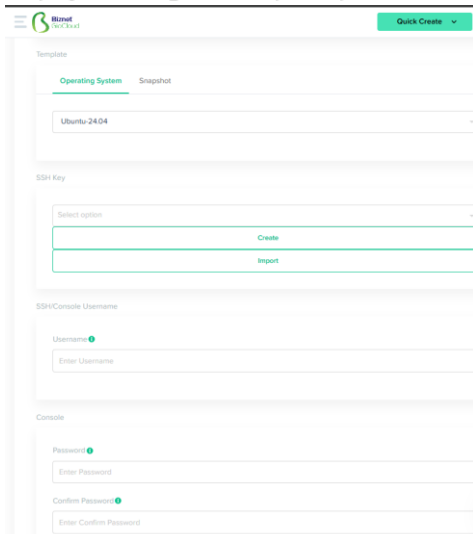 Biznet
GioCloud
Quick Create
Template
Operating System
Snapshot
Ubuntu-24.04
SSH Key
Select option
Create
Import
SSH/Console Username
Username
Enter Username
Console
Password
Enter Password
Confirm Password
Enter Confirm Password